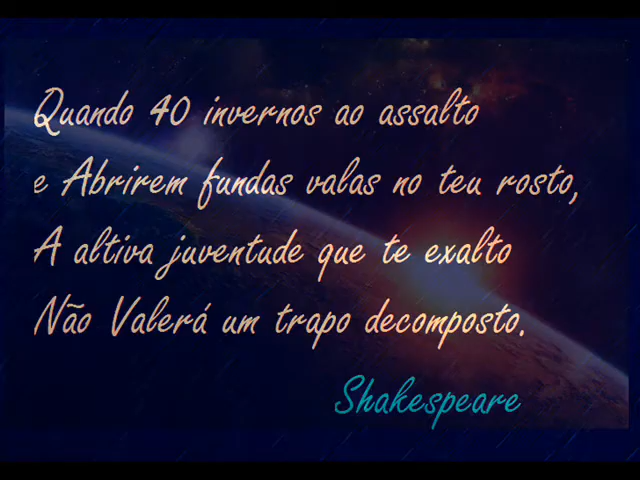 Quando 40 invernos ao assalto
e Abrirem fundas valas no teu rosto,
A altiva juventude que te exalto
Não Valerá um trapo decomposto.
Shakespeare